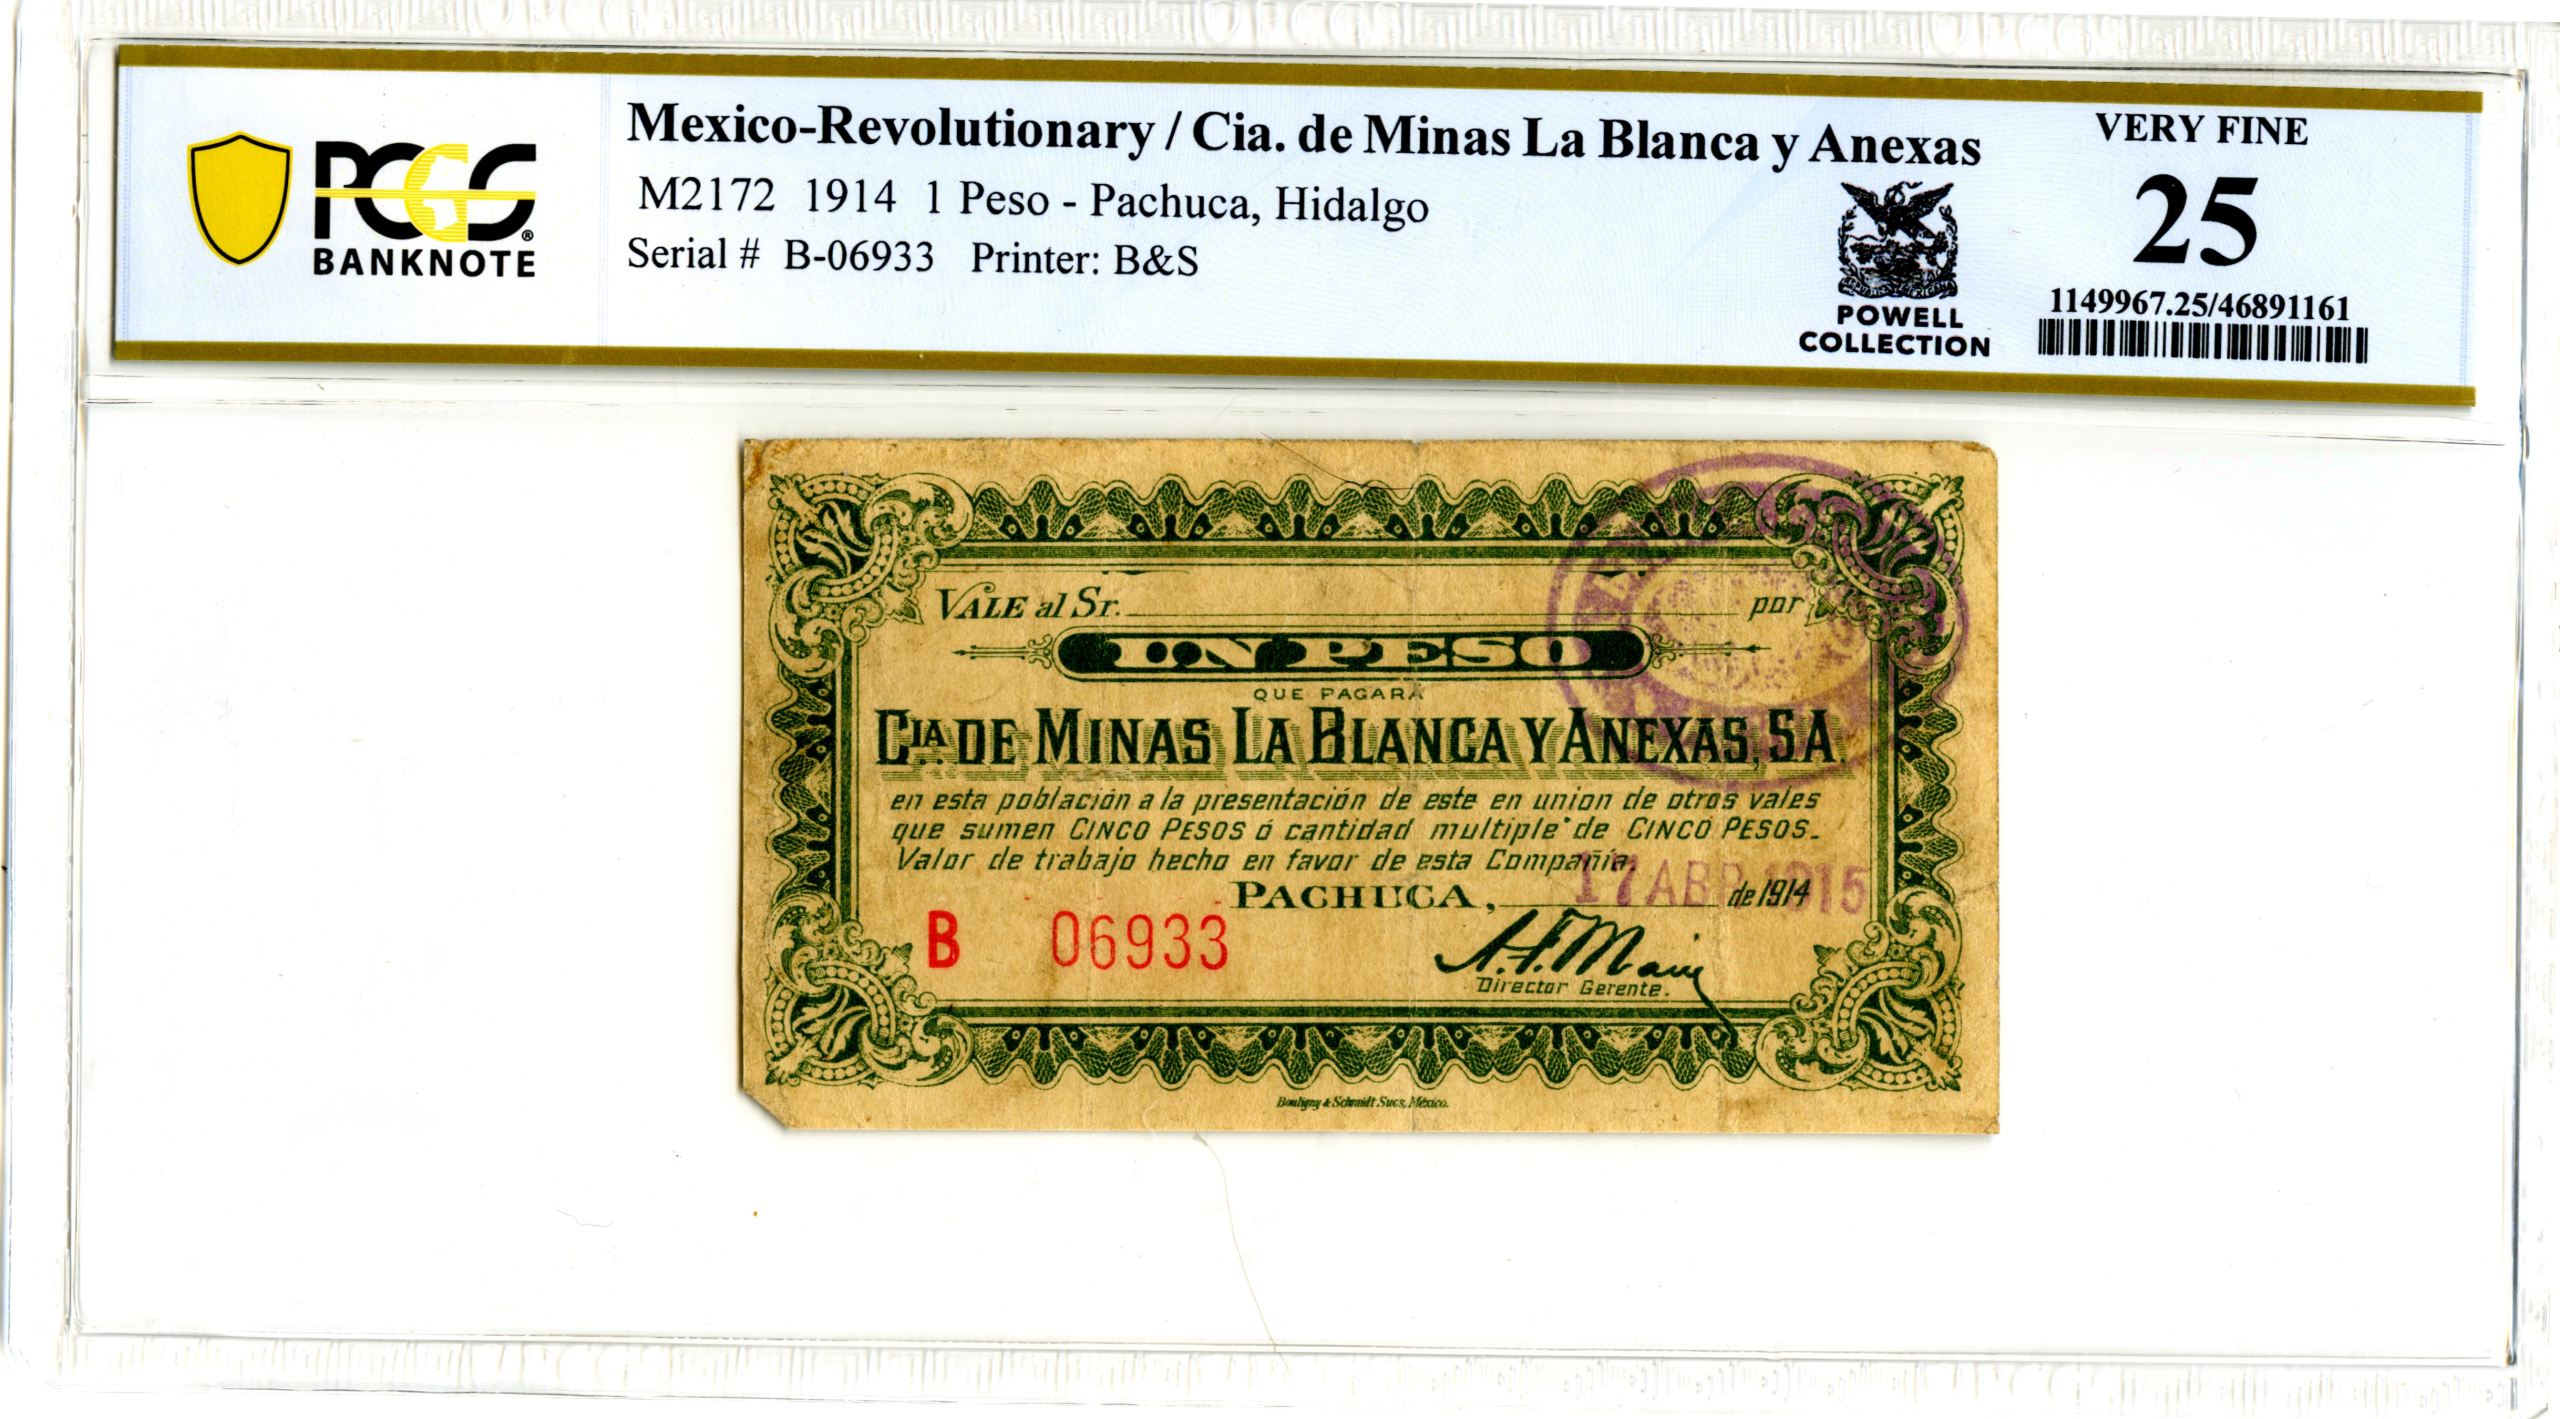 PCGS
BANKNOTE
Mexico-Revolutionary / Cia. de Minas La Blanca y Anexas
M2172 1914 1 Peso - Pachuca, Hidalgo
Serial # B-06933 Printer: B&S
POWELL
COLLECTION
VERY FINE
25
1149967.25/46891161
VALE al Sr. por
UN PESO
QUE PAGARÁ
CIA. DE MINAS LA BLANCA Y ANEXAS, S.A.
en esta población a la presentación de este en union de otros vales
que sumen CINCO PESOS ó cantidad multiple de CINCO PESOS.
Valor de trabajo hecho en favor de esta Compañía.
PACHUCA, de 1914
17 ABR 1915
B 06933
Director Gerente.
Bouligny & Schmidt Sucs, México.